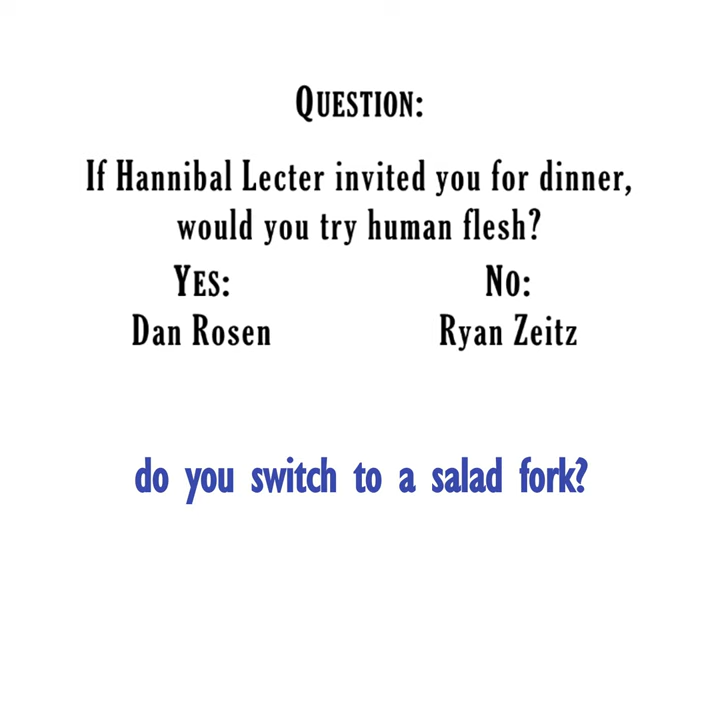 QUESTION:
If Hannibal Lecter invited you for dinner,
would you try human flesh?
YES: NO:
Dan Rosen Ryan Zeitz
do you switch to a salad fork?